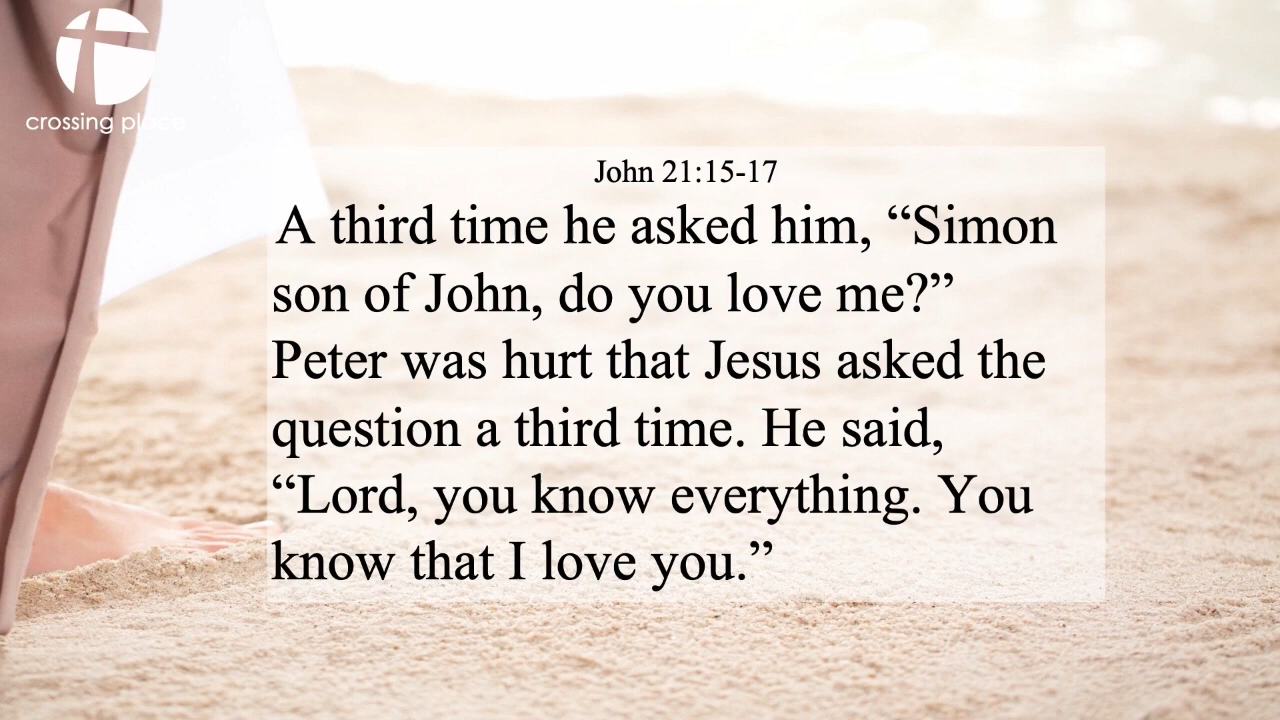 crossing place
John 21:15-17
A third time he asked him, “Simon
son of John, do you love me?”
Peter was hurt that Jesus asked the
question a third time. He said,
“Lord, you know everything. You
know that I love you.”